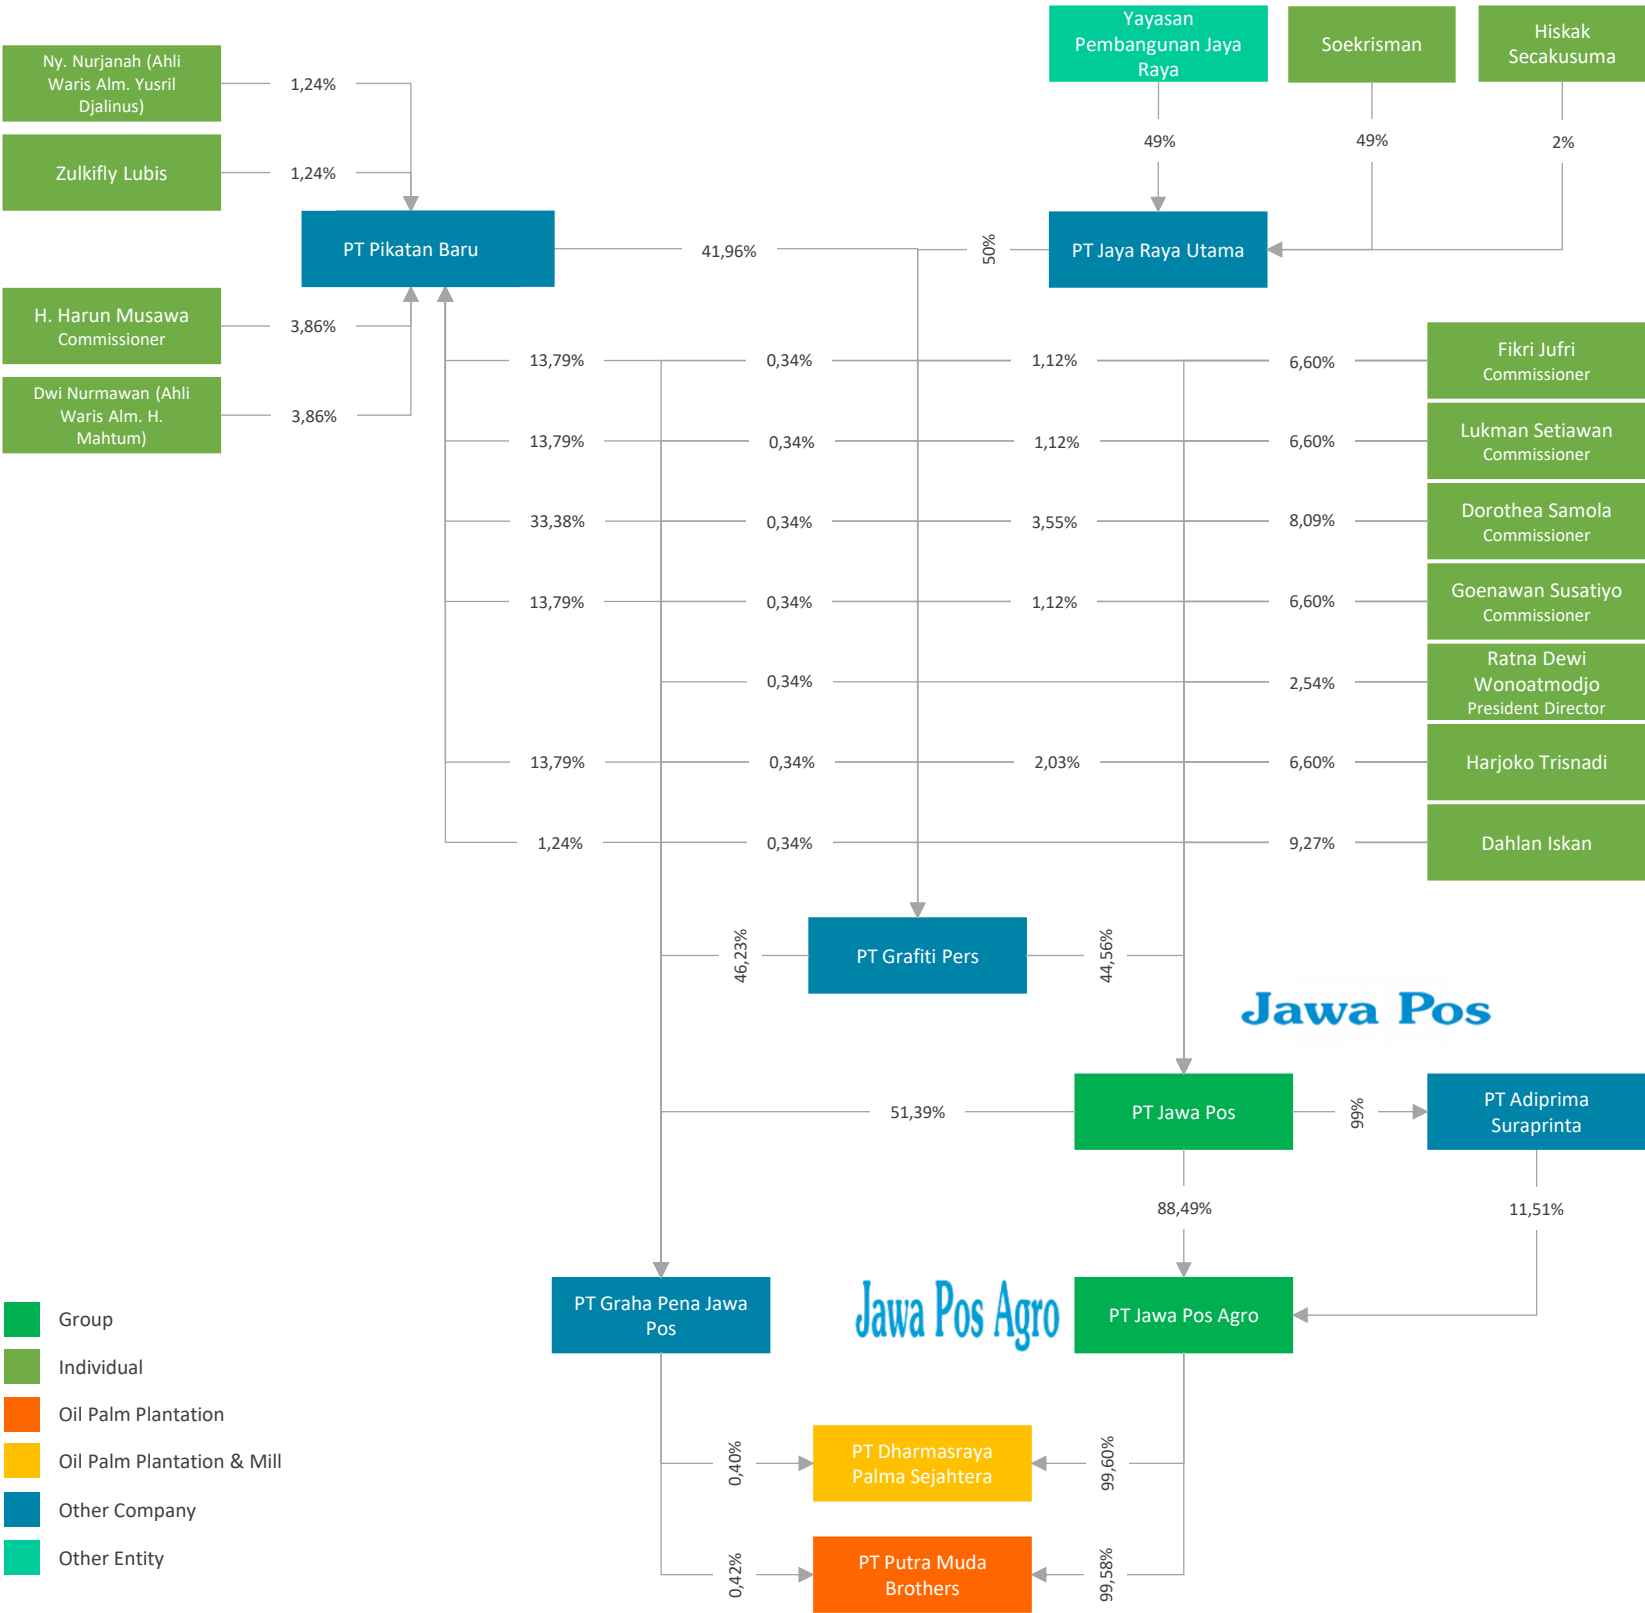 Yayasan
Pembangunan Jaya
Raya
Soekrisman
Hiskak
Secakusuma
Ny. Nurjanah (Ahli
Waris Alm. Yusril
Djalinus)
1,24%
49%
49%
2%
Zulkifly Lubis
1,24%
PT Pikatan Baru
41,96%
50%
PT Jaya Raya Utama
H. Harun Musawa
Commissioner
3,86%
Dwi Nurmawan (Ahli
Waris Alm. H.
Mahtum)
3,86%
13,79%
0,34%
1,12%
6,60%
Fikri Jufri
Commissioner
13,79%
0,34%
1,12%
6,60%
Lukman Setiawan
Commissioner
33,38%
0,34%
3,55%
8,09%
Dorothea Samola
Commissioner
13,79%
0,34%
1,12%
6,60%
Goenawan Susatiyo
Commissioner
0,34%
2,54%
Ratna Dewi
Wonoatmodjo
President Director
13,79%
0,34%
2,03%
6,60%
Harjoko Trisnadi
1,24%
0,34%
9,27%
Dahlan Iskan
46,23%
PT Grafiti Pers
44,56%
Jawa Pos
51,39%
PT Jawa Pos
99%
PT Adiprima
Suraprinta
88,49%
11,51%
PT Graha Pena Jawa
Pos
Jawa Pos Agro
PT Jawa Pos Agro
0,40%
PT Dharmasraya
Palma Sejahtera
99,60%
0,42%
PT Putra Muda
Brothers
99,58%
Group
Individual
Oil Palm Plantation
Oil Palm Plantation & Mill
Other Company
Other Entity